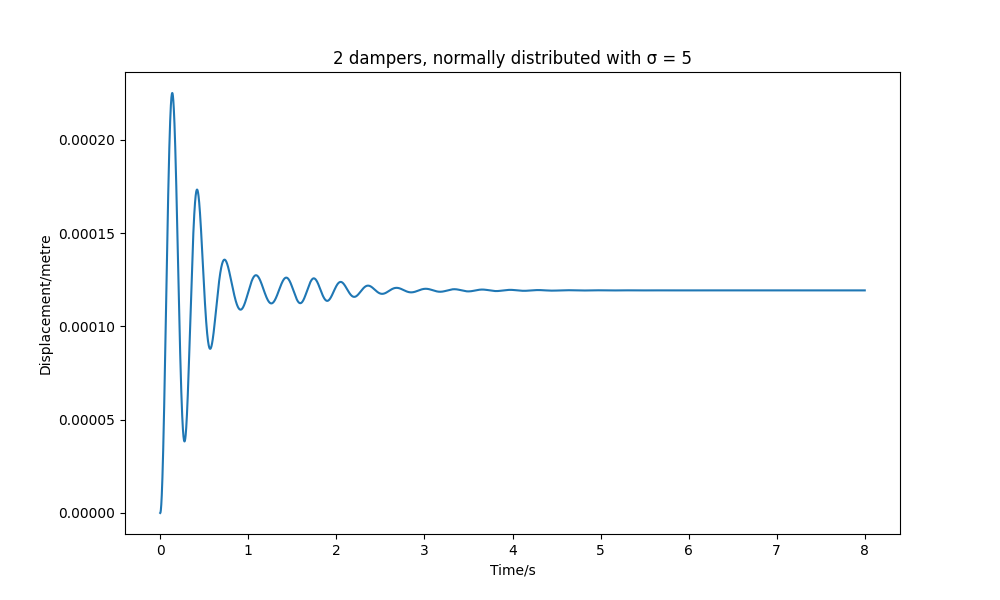 2 dampers, normally distributed with σ = 5
Displacement/metre
0.00020
0.00015
0.00010
0.00005
0.00000
0 1 2 3 4 5 6 7 8
Time/s